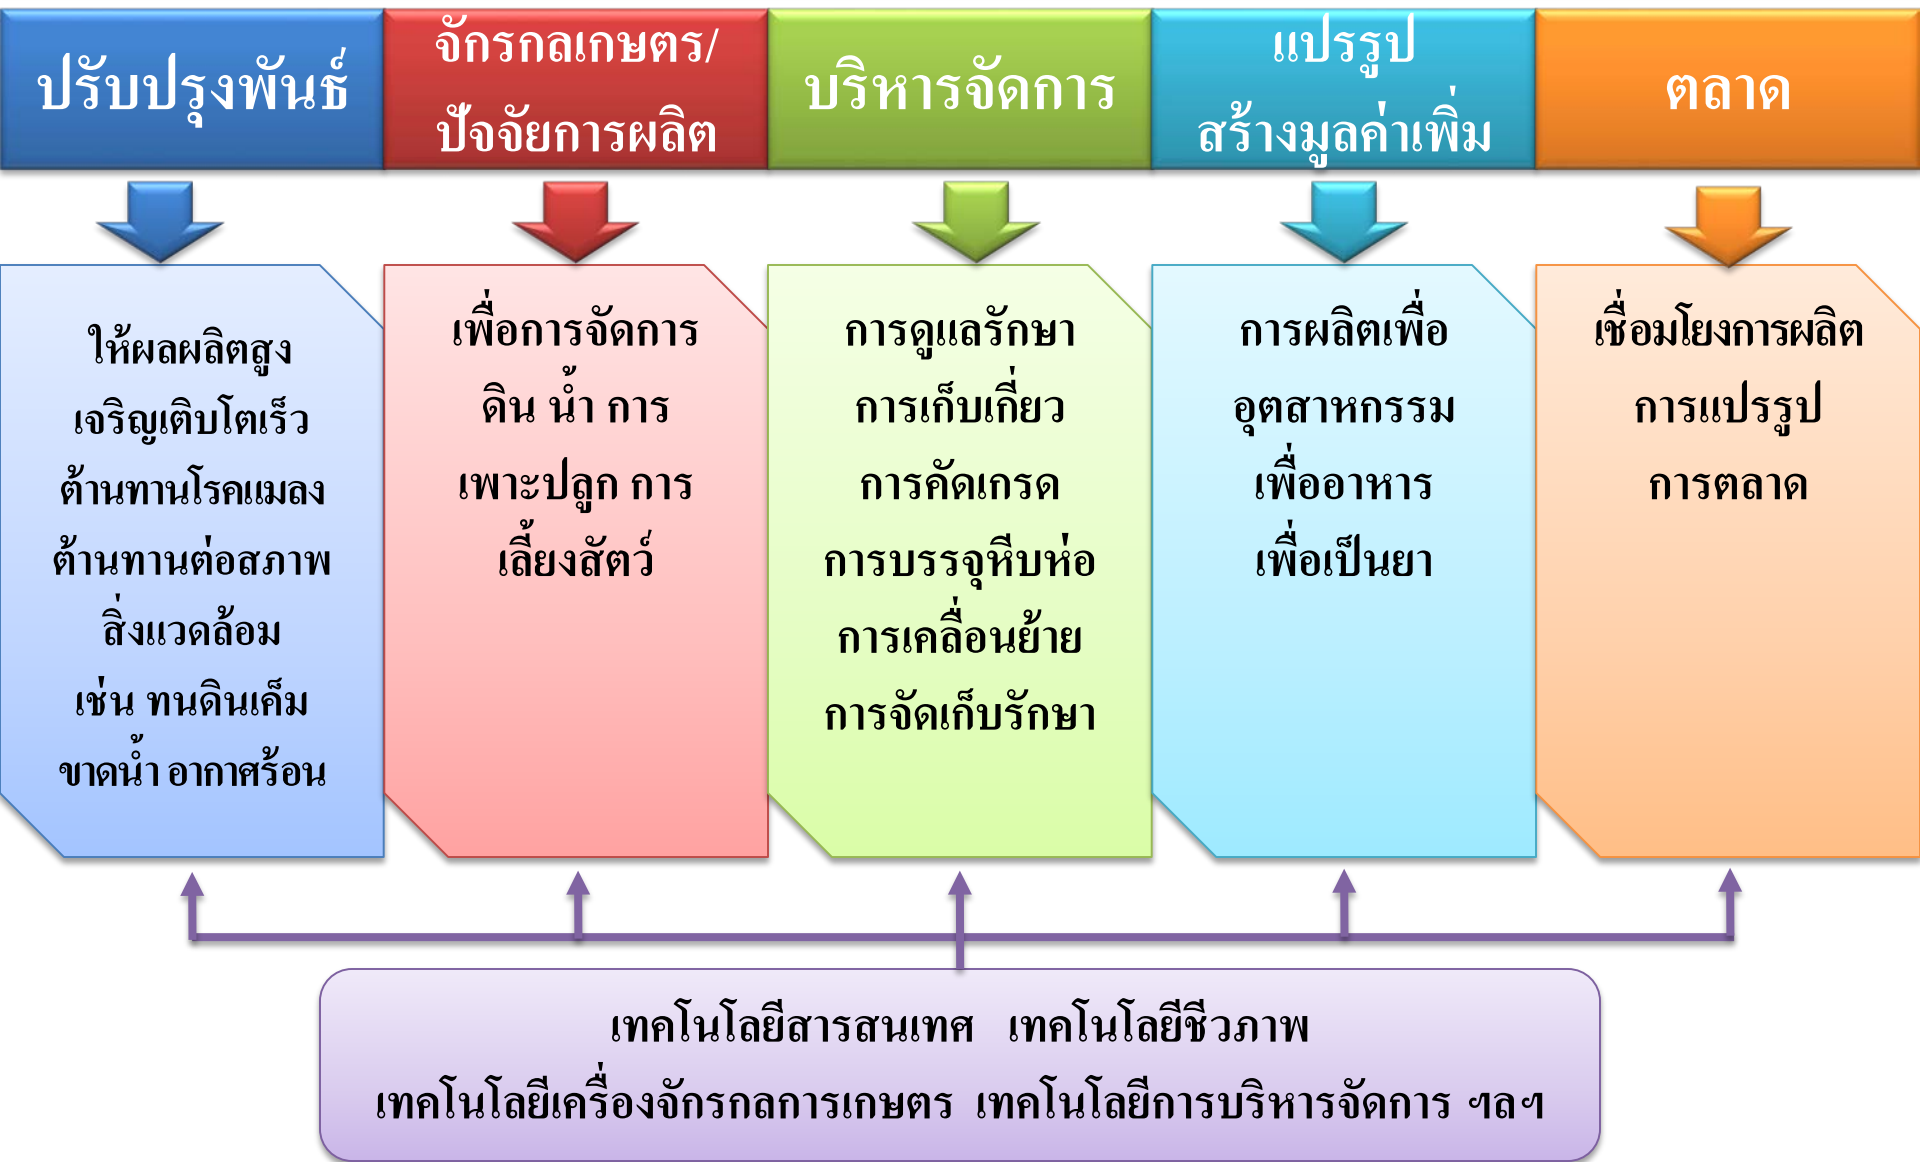 ปรับปรุงพันธ์
จักรกลเกษตร/
ปัจจัยการผลิต
บริหารจัดการ
แปรรูป
สร้างมูลค่าเพิ่ม
ตลาด
ให้ผลผลิตสูง
เจริญเติบโตเร็ว
ต้านทานโรคแมลง
ต้านทานต่อสภาพ
สิ่งแวดล้อม
เช่น ทนดินเค็ม
ขาดน้ำ อากาศร้อน
เพื่อการจัดการ
ดิน น้ำ การ
เพาะปลูก การ
เลี้ยงสัตว์
การดูแลรักษา
การเก็บเกี่ยว
การคัดเกรด
การบรรจุหีบห่อ
การเคลื่อนย้าย
การจัดเก็บรักษา
การผลิตเพื่อ
อุตสาหกรรม
เพื่ออาหาร
เพื่อเป็นยา
เชื่อมโยงการผลิต
การแปรรูป
การตลาด
เทคโนโลยีสารสนเทศ เทคโนโลยีชีวภาพ
เทคโนโลยีเครื่องจักรกลการเกษตร เทคโนโลยีการบริหารจัดการ ฯลฯ